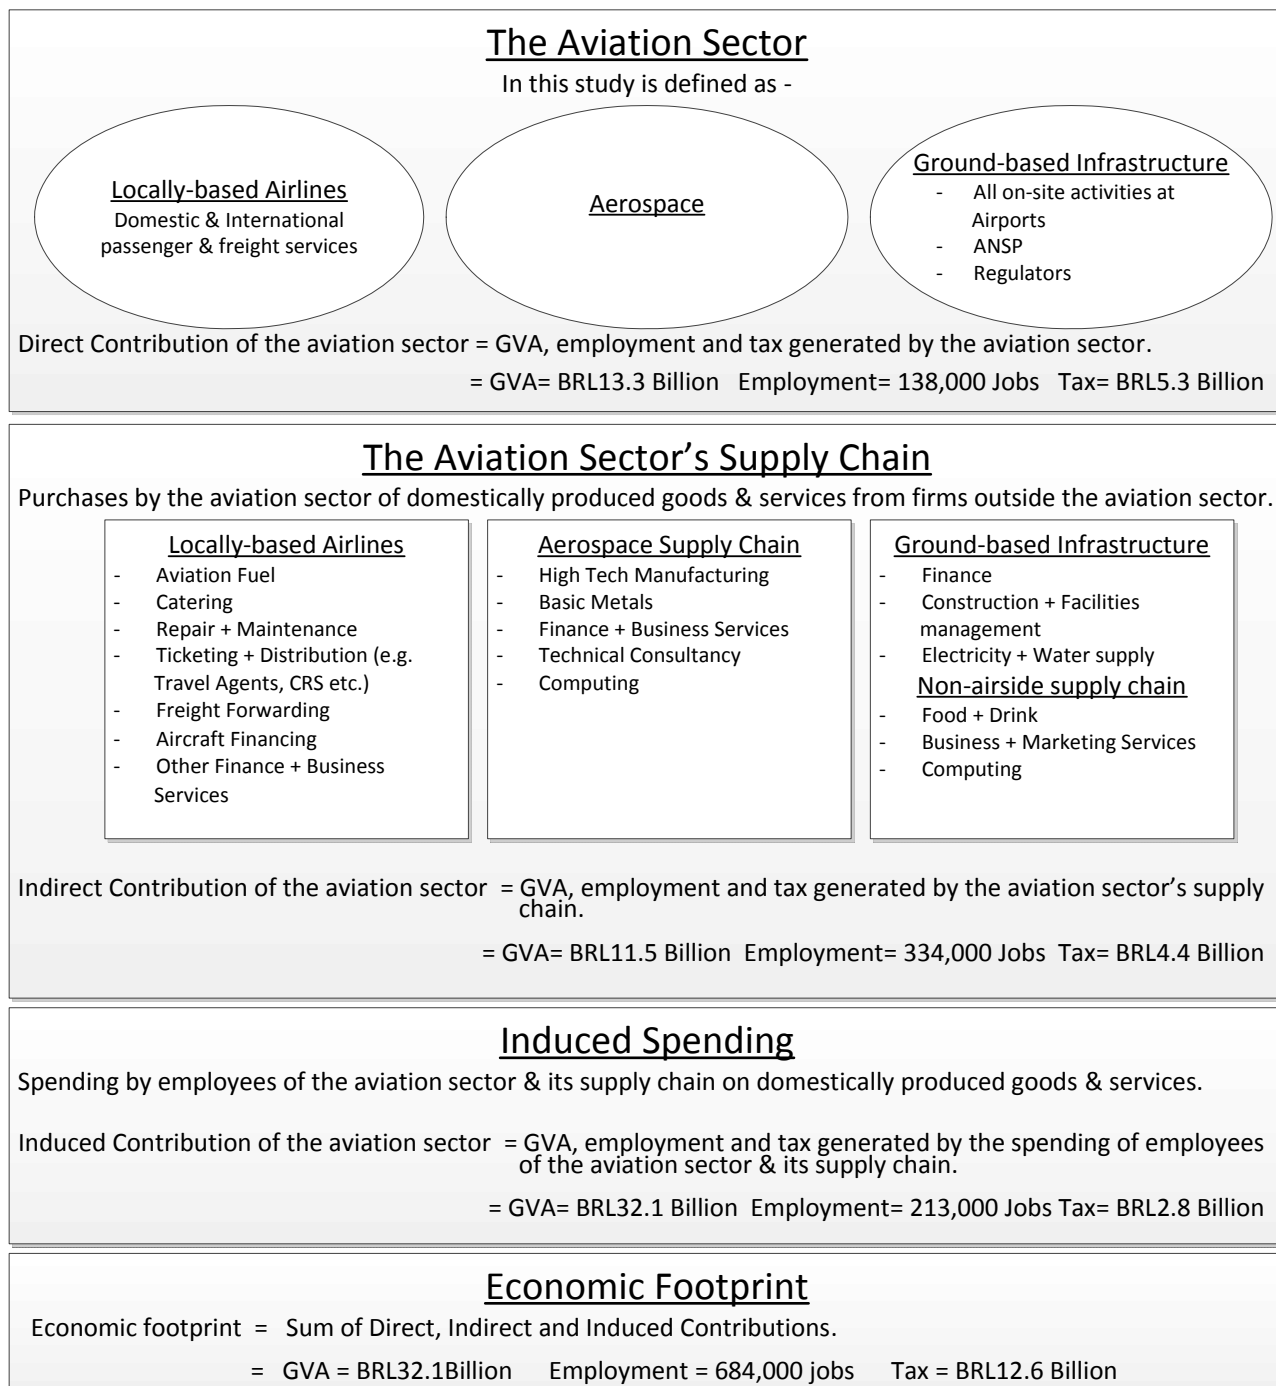 The Aviation Sector
In this study is defined as -
Locally-based Airlines
Domestic & International
passenger & freight services
Aerospace
Ground-based Infrastructure
- All on-site activities at
Airports
- ANSP
- Regulators
Direct Contribution of the aviation sector = GVA, employment and tax generated by the aviation sector.
= GVA= BRL13.3 Billion Employment= 138,000 Jobs Tax= BRL5.3 Billion
The Aviation Sector’s Supply Chain
Purchases by the aviation sector of domestically produced goods & services from firms outside the aviation sector.
Locally-based Airlines
- Aviation Fuel
- Catering
- Repair + Maintenance
- Ticketing + Distribution (e.g.
Travel Agents, CRS etc.)
- Freight Forwarding
- Aircraft Financing
- Other Finance + Business
Services
Aerospace Supply Chain
- High Tech Manufacturing
- Basic Metals
- Finance + Business Services
- Technical Consultancy
- Computing
Ground-based Infrastructure
- Finance
- Construction + Facilities
management
- Electricity + Water supply
Non-airside supply chain
- Food + Drink
- Business + Marketing Services
- Computing
Indirect Contribution of the aviation sector = GVA, employment and tax generated by the aviation sector’s supply
chain.
= GVA= BRL11.5 Billion Employment= 334,000 Jobs Tax= BRL4.4 Billion
Induced Spending
Spending by employees of the aviation sector & its supply chain on domestically produced goods & services.
Induced Contribution of the aviation sector = GVA, employment and tax generated by the spending of employees
of the aviation sector & its supply chain.
= GVA= BRL32.1 Billion Employment= 213,000 Jobs Tax= BRL2.8 Billion
Economic Footprint
Economic footprint = Sum of Direct, Indirect and Induced Contributions.
= GVA = BRL32.1Billion Employment = 684,000 jobs Tax = BRL12.6 Billion